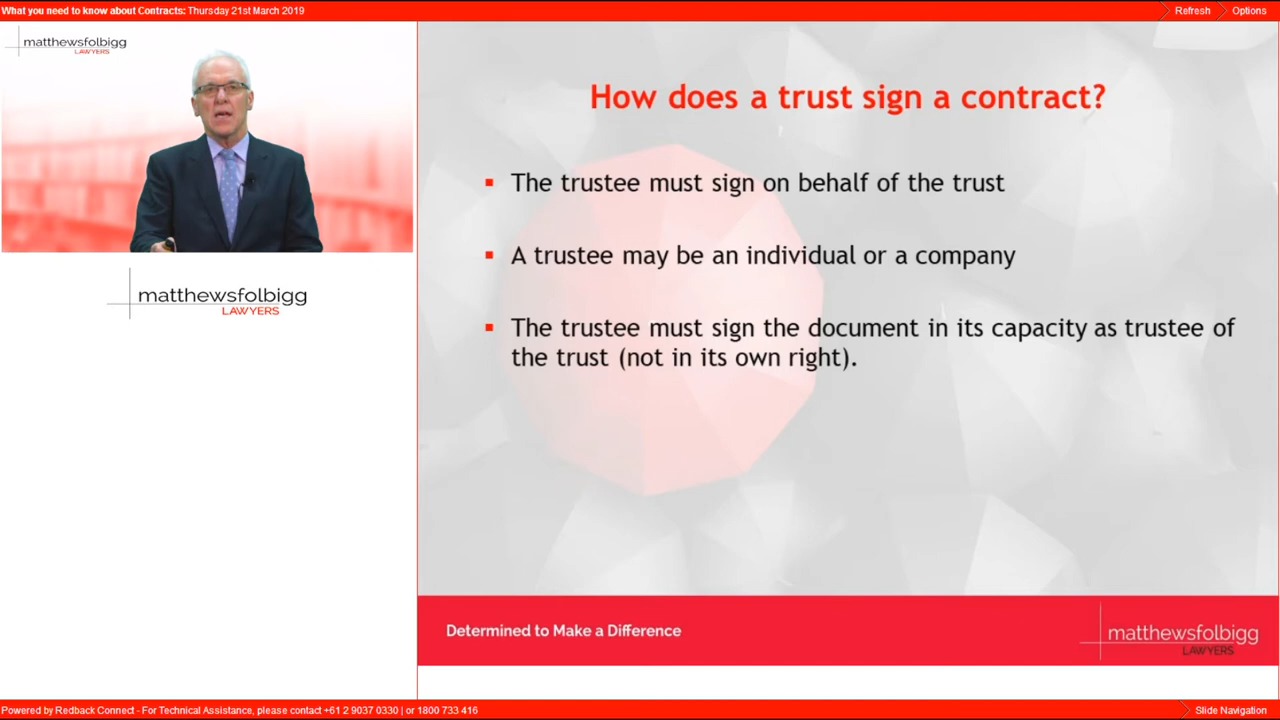 What you need to know about Contracts: Thursday 21st March 2019
Refresh
Options
matthewsfolbigg
LAWYERS
matthewsfolbigg
LAWYERS
How does a trust sign a contract?
The trustee must sign on behalf of the trust
A trustee may be an individual or a company
The trustee must sign the document in its capacity as trustee of
the trust (not in its own right).
Determined to Make a Difference
matthewsfolbigg
LAWYERS
Powered by Redback Connect - For Technical Assistance, please contact +61 2 9037 0330 | or 1800 733 416
Slide Navigation